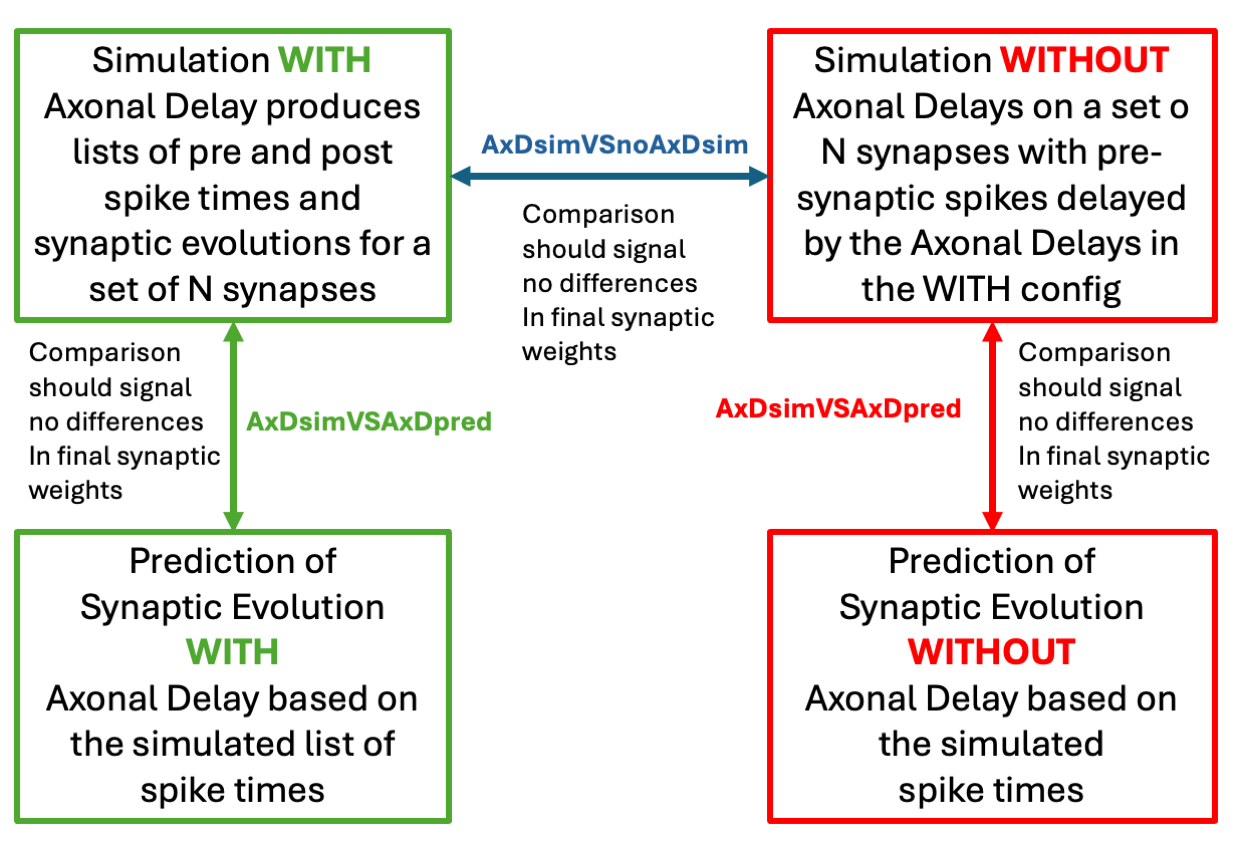 Simulation WITH
Axonal Delay produces
lists of pre and post
spike times and
synaptic evolutions for a
set of N synapses
AxDsimVSnoAxDsim
Comparison
should signal
no differences
In final synaptic
weights
Simulation WITHOUT
Axonal Delays on a set o
N synapses with pre-
synaptic spikes delayed
by the Axonal Delays in
the WITH config
Comparison
should signal
no differences
In final synaptic
weights
AxDsimVSAxDpred
AxDsimVSAxDpred
Comparison
should signal
no differences
In final synaptic
weights
Prediction of
Synaptic Evolution
WITH
Axonal Delay based on
the simulated list of
spike times
Prediction of
Synaptic Evolution
WITHOUT
Axonal Delay based on
the simulated
spike times